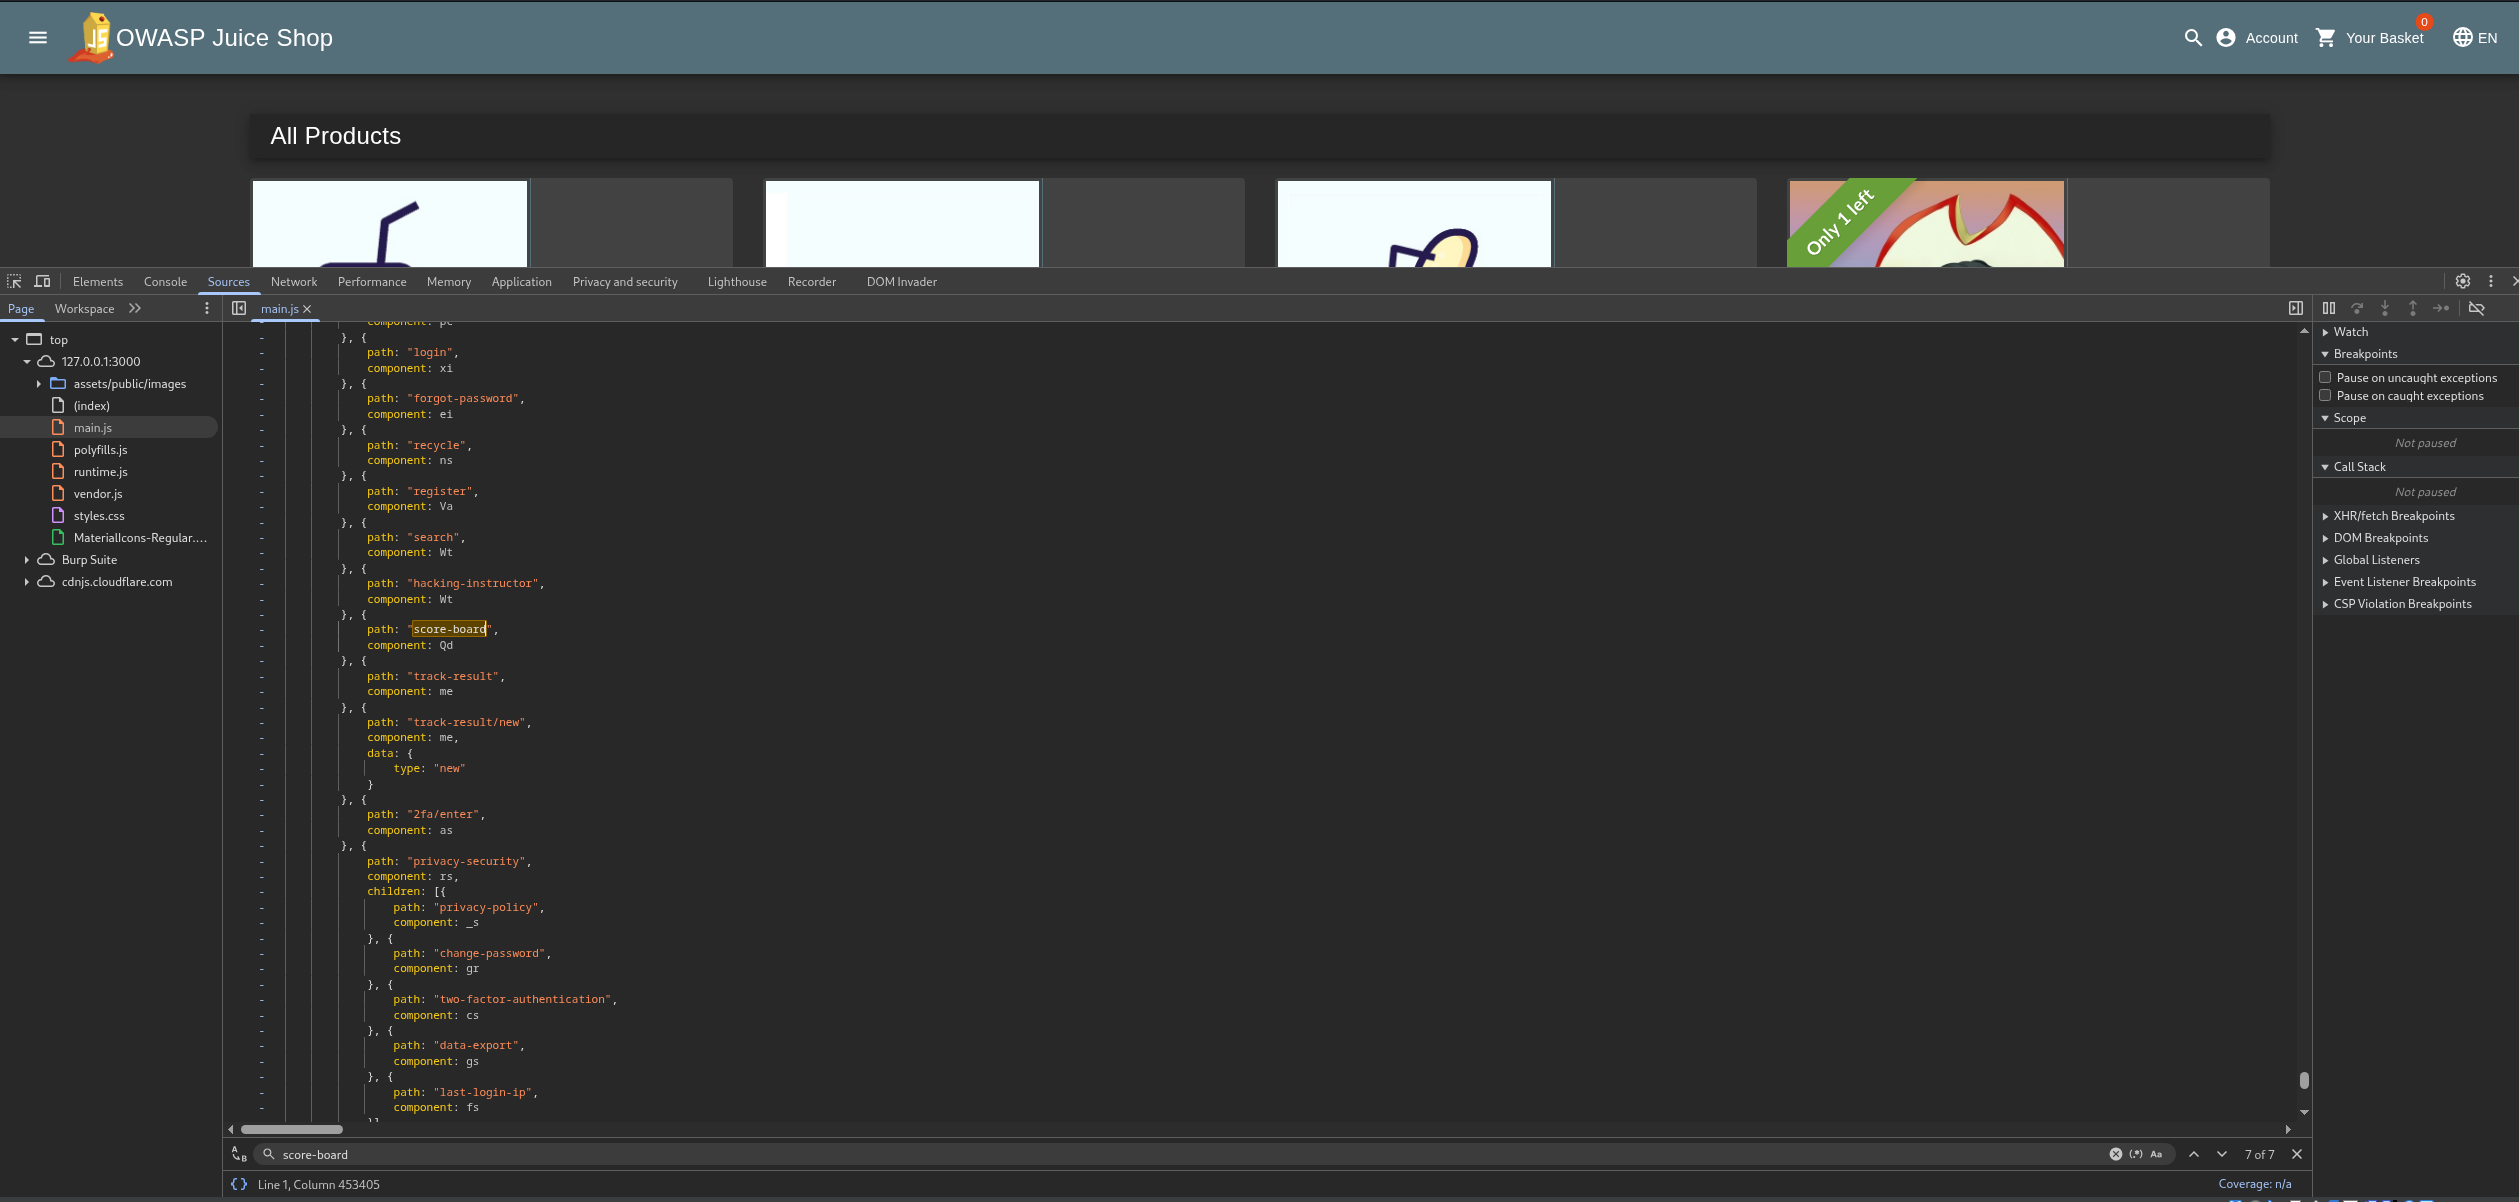 OWASP Juice Shop
Account
Your Basket
0
EN
All Products
Only 1 left
Elements Console Sources Network Performance Memory Application Privacy and security Lighthouse Recorder DOM Invader
Page Workspace
main.js
top
127.0.0.1:3000
assets/public/images
(index)
main.js
polyfills.js
runtime.js
vendor.js
styles.css
MaterialIcons-Regular....
Burp Suite
cdnjs.cloudflare.com
component: pc
}, {
path: "login",
component: xi
}, {
path: "forgot-password",
component: ei
}, {
path: "recycle",
component: ns
}, {
path: "register",
component: Va
}, {
path: "search",
component: Wt
}, {
path: "hacking-instructor",
component: Wt
}, {
path: "score-board",
component: Qd
}, {
path: "track-result",
component: me
}, {
path: "track-result/new",
component: me,
data: {
type: "new"
}
}, {
path: "2fa/enter",
component: as
}, {
path: "privacy-security",
component: rs,
children: [{
path: "privacy-policy",
component: _s
}, {
path: "change-password",
component: gr
}, {
path: "two-factor-authentication",
component: cs
}, {
path: "data-export",
component: gs
}, {
path: "last-login-ip",
component: fs
}]
score-board
(.*) Aa
7 of 7
{} Line 1, Column 453405
Coverage: n/a
Watch
Breakpoints
Pause on uncaught exceptions
Pause on caught exceptions
Scope
Not paused
Call Stack
Not paused
XHR/fetch Breakpoints
DOM Breakpoints
Global Listeners
Event Listener Breakpoints
CSP Violation Breakpoints